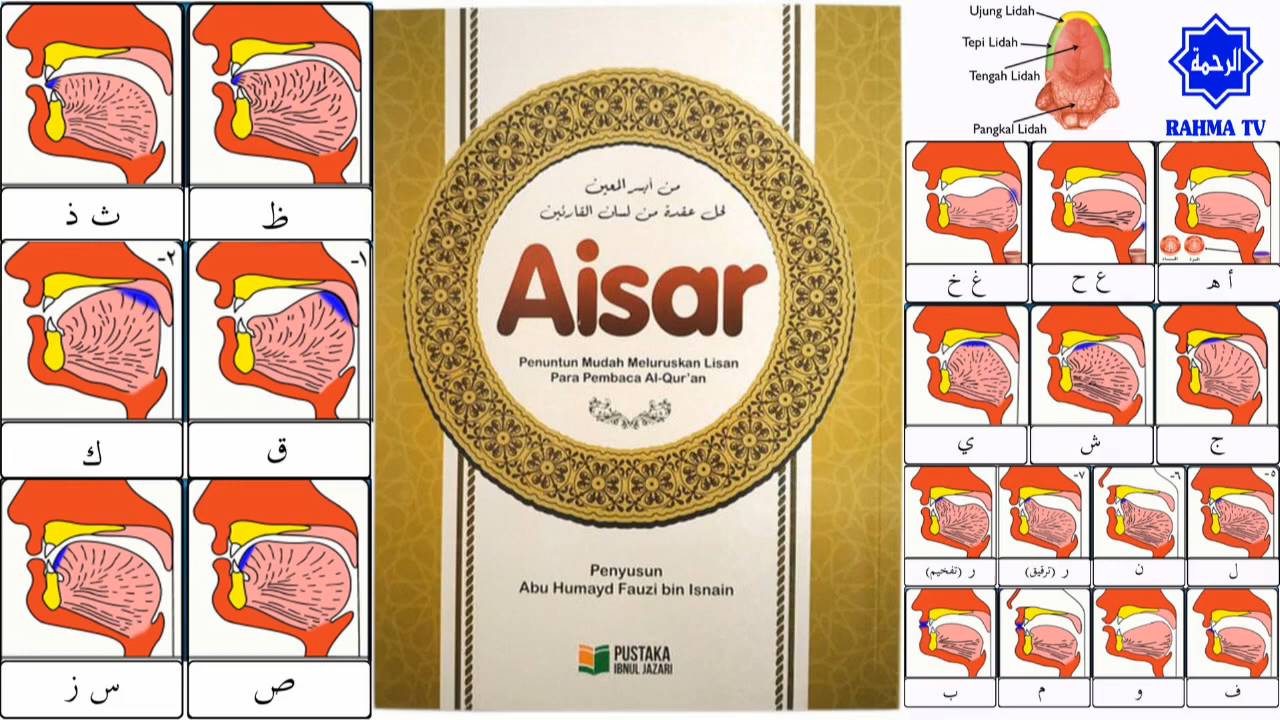 ث ذ
ظ
٢-
١-
ك
ق
س ز
ص
من أيسر المعين
لحل عقدة من لسان القارئين
Aisar
Penuntun Mudah Meluruskan Lisan
Para Pembaca Al-Qur'an
Penyusun
Abu Humayd Fauzi bin Isnain
PUSTAKA
IBNUL JAZARI
Ujung Lidah
Tepi Lidah
Tengah Lidah
Pangkal Lidah
الرحمة
RAHMA TV
غ خ
ع ح
أ ه
ي
ش
ج
٧-
٦-
٥-
ر (تفخيم)
ر (ترقيق)
ن
ل
ب
م
و
ف